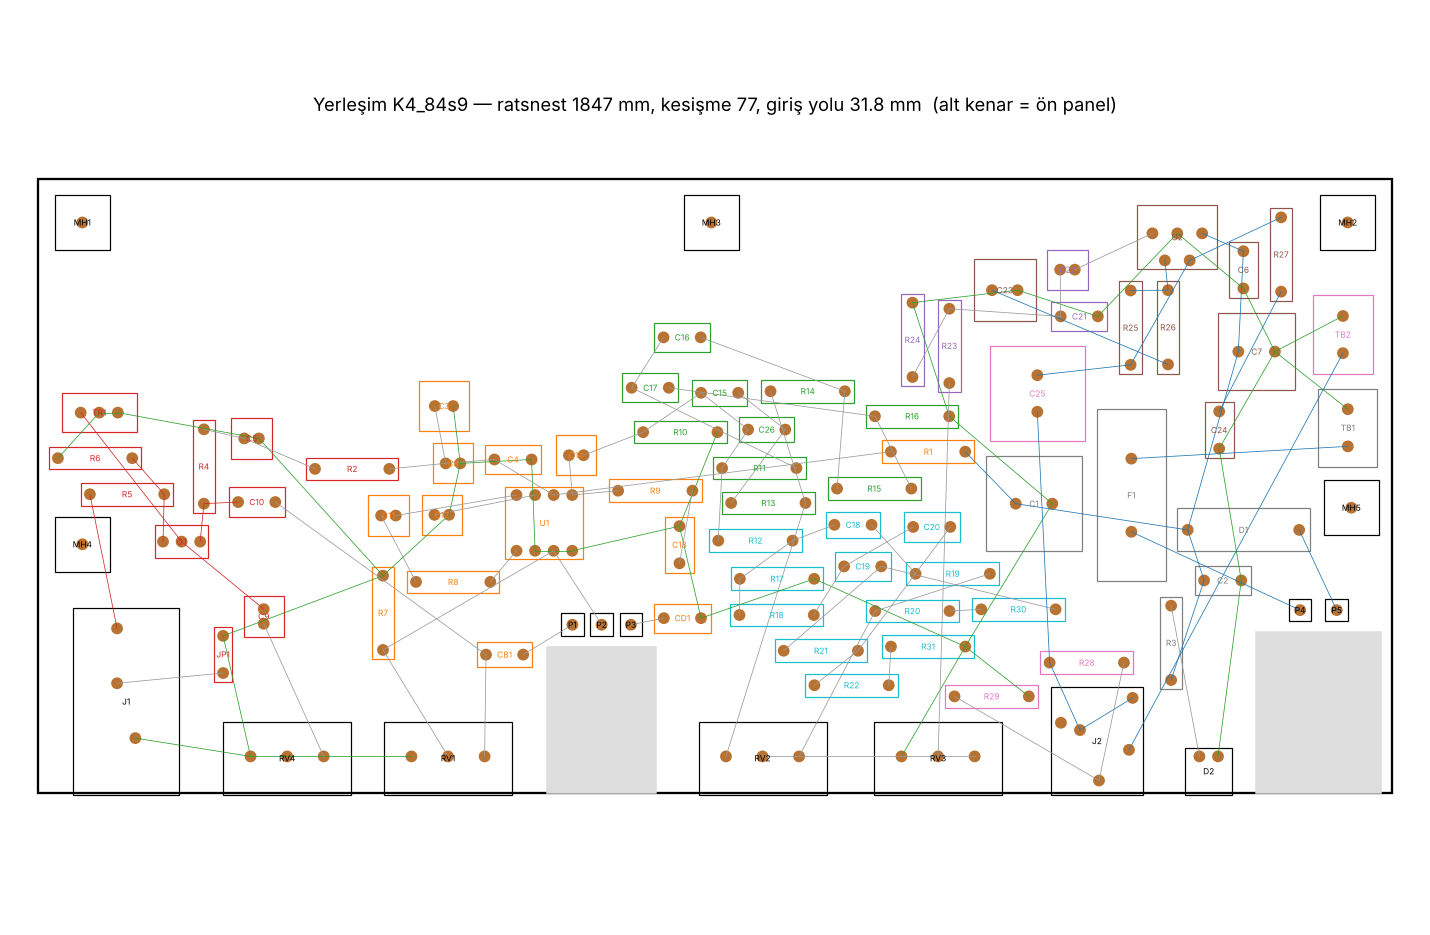 Yerleşim K4_84s9 — ratsnest 1847 mm, kesişme 77, giriş yolu 31.8 mm (alt kenar = ön panel)
MH1
MH3
MH2
R27
C6
C23
C21
R25
R26
TB2
R24
R23
C7
C16
C17
C15
R14
C25
R16
C24
TB1
R4
R10
C26
R6
R2
C4
R11
R1
R5
C10
R9
R15
F1
R13
C1
MH5
U1
C18
C20
D1
MH4
R12
C19
R8
R17
R19
C2
R7
P1
P2
P3
CD1
R18
R20
R30
P4
P5
JP1
CB1
R21
R31
R3
R28
J1
R22
R29
RV4
RV1
RV2
RV3
J2
D2